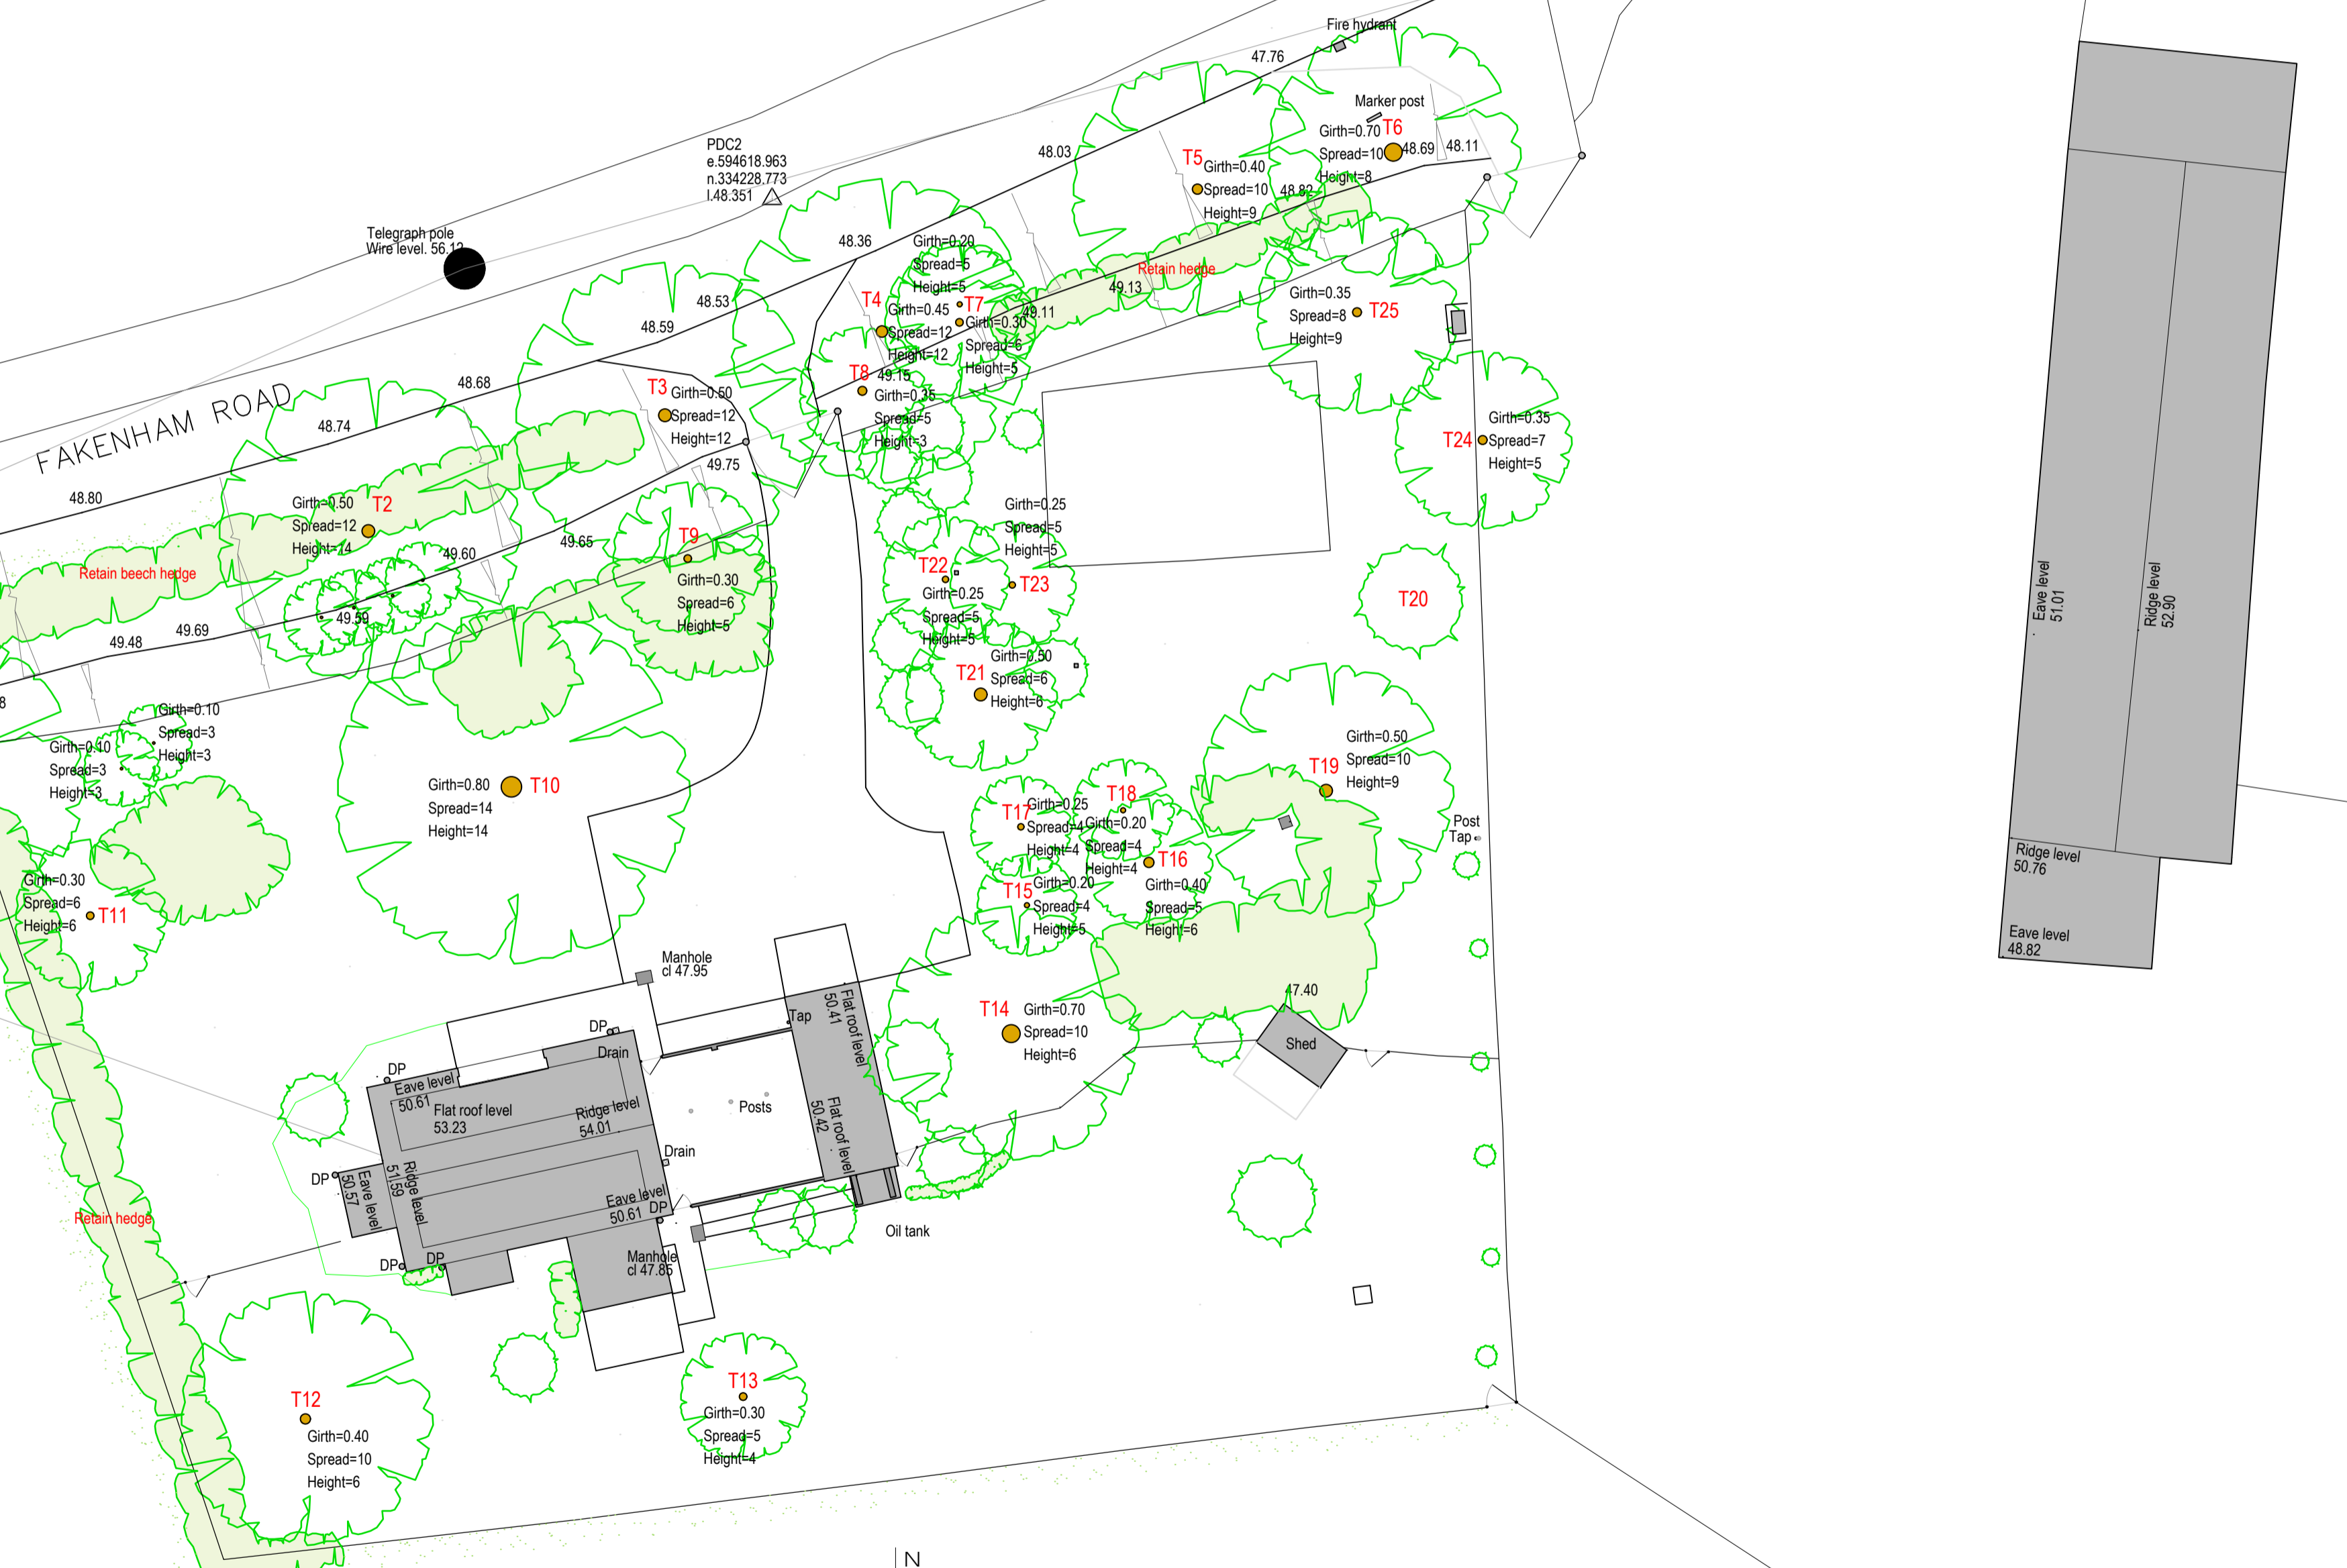 Fire hydrant
47.76
Marker post
Girth=0.70
T6
Spread=10
48.69
48.11
Height=8
PDC2
e.594618.963
n.334228.773
l.48.351
48.03
T5
Girth=0.40
Spread=10
48.82
Height=9
Telegraph pole
Wire level. 56.12
48.36
Girth=0.20
Spread=5
Height=5
Retain hedge
49.13
T4
T7
Girth=0.45
Spread=12
Height=12
Girth=0.30
49.11
Spread=6
Height=5
Girth=0.35
Spread=8
T25
Height=9
48.53
48.59
48.68
48.74
48.80
FAKENHAM ROAD
T3
Girth=0.50
Spread=12
Height=12
49.75
T8
49.15
Girth=0.35
Spread=5
Height=3
Girth=0.35
T24
Spread=7
Height=5
Girth=0.50
T2
Spread=12
Height=14
Retain beech hedge
49.60
49.65
49.59
49.69
49.48
8
T9
Girth=0.30
Spread=6
Height=5
Girth=0.25
Spread=5
Height=5
T22
T23
Girth=0.25
Spread=5
Height=5
T20
T21
Girth=0.50
Spread=6
Height=6
Eave level
51.01
Ridge level
52.90
Girth=0.10
Spread=3
Height=3
Girth=0.10
Spread=3
Height=3
Girth=0.80
T10
Spread=14
Height=14
Girth=0.50
Spread=10
T19
Height=9
T17
Girth=0.25
Spread=4
Height=4
T18
Girth=0.20
Spread=4
Height=4
T16
Girth=0.40
Spread=5
Height=6
T15
Girth=0.20
Spread=4
Height=5
Post
Tap
Ridge level
50.76
Eave level
48.82
Girth=0.30
Spread=6
T11
Height=6
Manhole
cl 47.95
T14
Girth=0.70
Spread=10
Height=6
47.40
Shed
Tap
Flat roof level
50.41
Flat roof level
50.42
DP
Drain
DP
Eave level
50.61
Flat roof level
53.23
Ridge level
54.01
Posts
Drain
DP
Eave level
50.57
Ridge level
51.59
Eave level
50.61
DP
Oil tank
Manhole
cl 47.85
DP
DP
Retain hedge
T12
Girth=0.40
Spread=10
Height=6
T13
Girth=0.30
Spread=5
Height=4
N